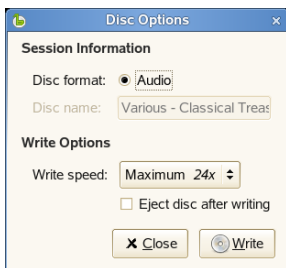 Disc Options
Session Information
Disc format: Audio
Disc name: Various - Classical Treas
Write Options
Write speed: Maximum 24x
Eject disc after writing
Close Write